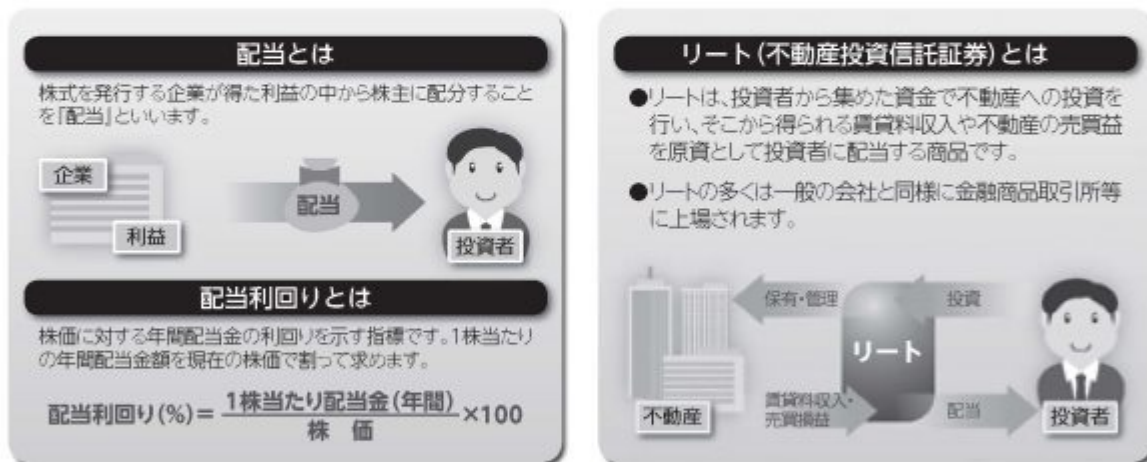 配当とは
株式を発行する企業が得た利益の中から株主に配分すること
を『配当』といいます。
企業
利益
配当
投資者
配当利回りとは
株価に対する年間配当金の利回りを示す指標です。1株当たり
の年間配当金額を現在の株価で割って求めます。
配当利回り(%)=1株当たり配当金(年間)×100
株 価
リート(不動産投資信託証券)とは
●リートは、投資者から集めた資金で不動産への投資を
行い、そこから得られる賃貸料収入や不動産の売買益
を原資として投資者に配当する商品です。
●リートの多くは一般の会社と同様に金融商品取引所等
に上場されます。
保有・管理
投資
リート
不動産
賃貸料収入・
売買損益
配当
投資者